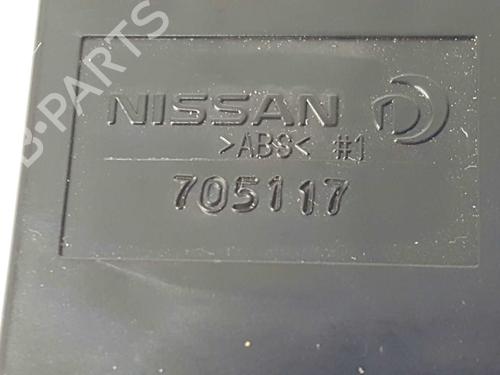 NISSAN
>ABS< #1
705117
B-PARTS